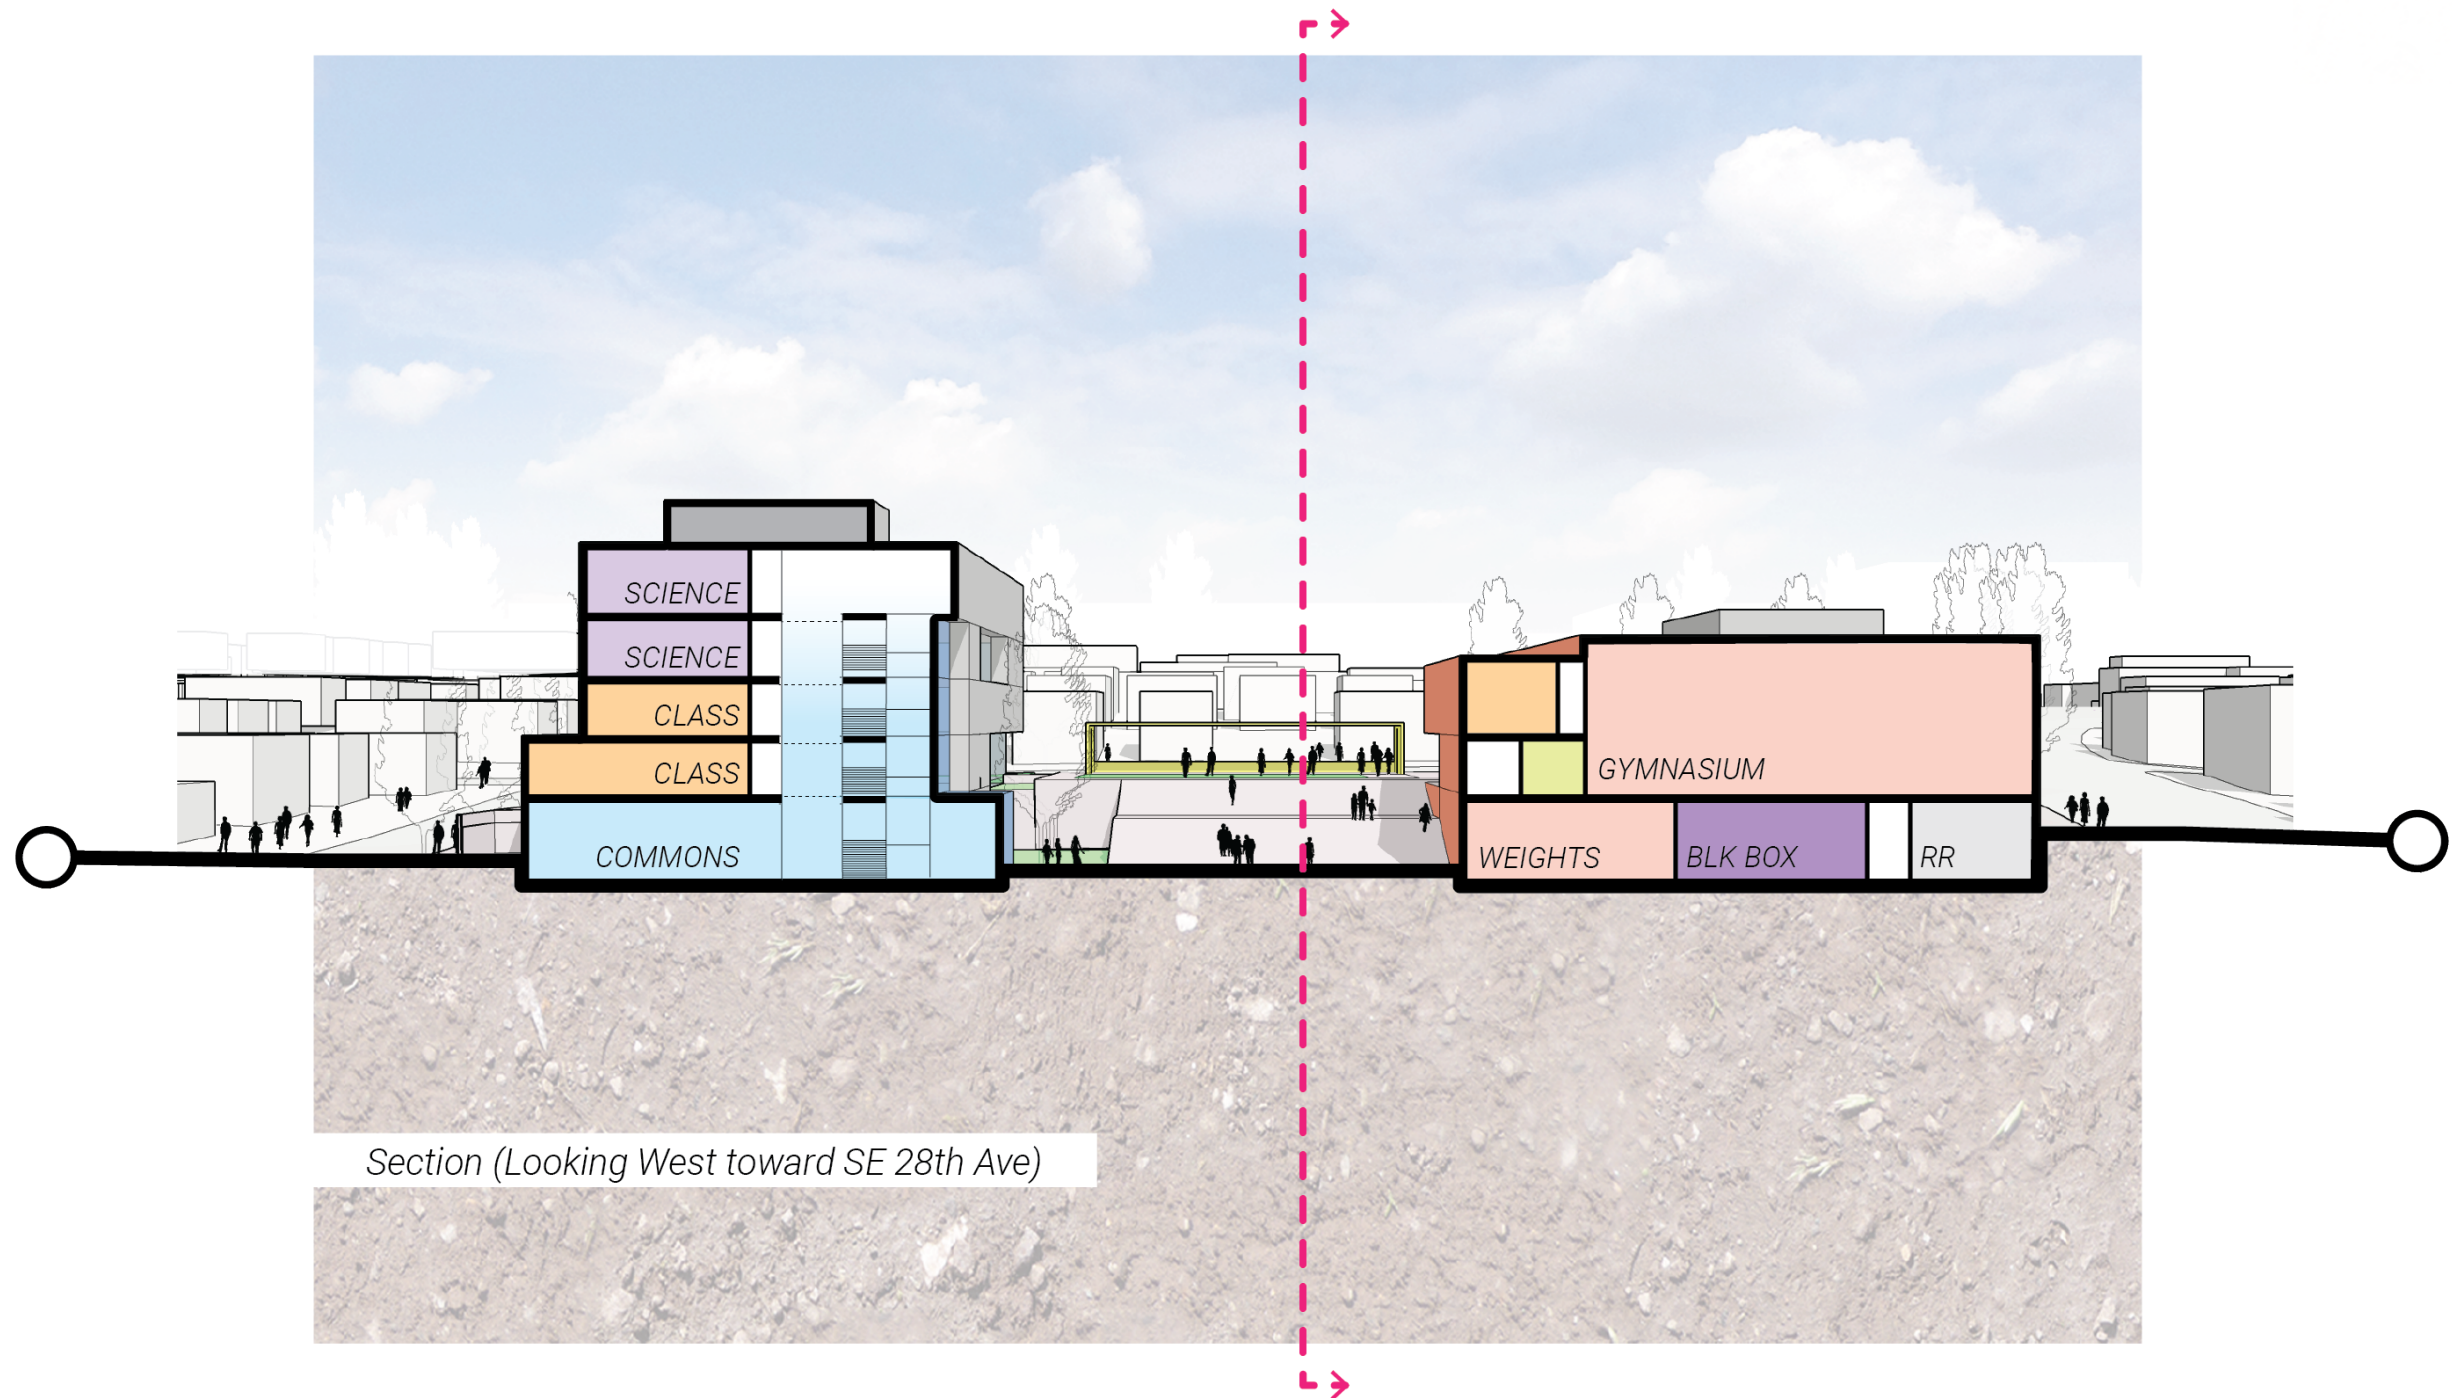 SCIENCE
SCIENCE
CLASS
CLASS
COMMONS
GYMNASIUM
WEIGHTS
BLK BOX
RR
Section (Looking West toward SE 28th Ave)